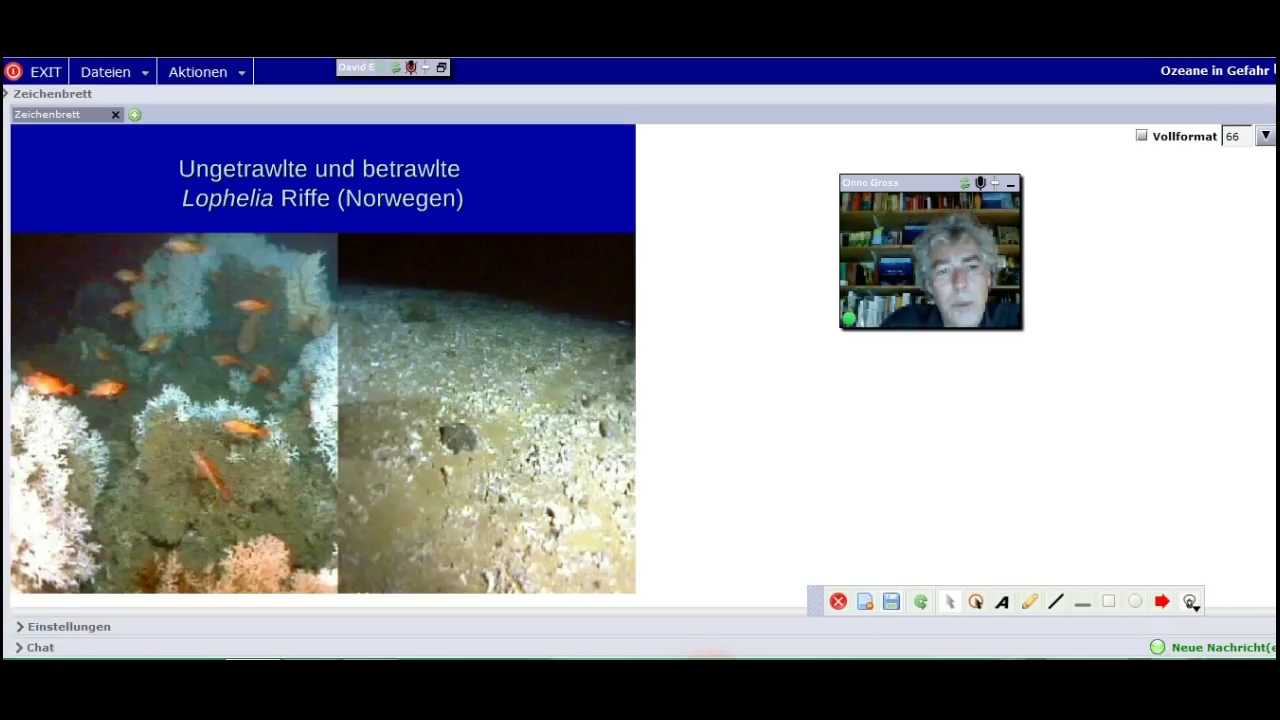 EXIT Dateien Aktionen David E Ozeane in Gefahr
Zeichenbrett
Zeichenbrett
Vollformat 66
Ungetrawlte und betrawlte
Lophelia Riffe (Norwegen)
Onno Gross
Einstellungen
Chat
Neue Nachricht(e